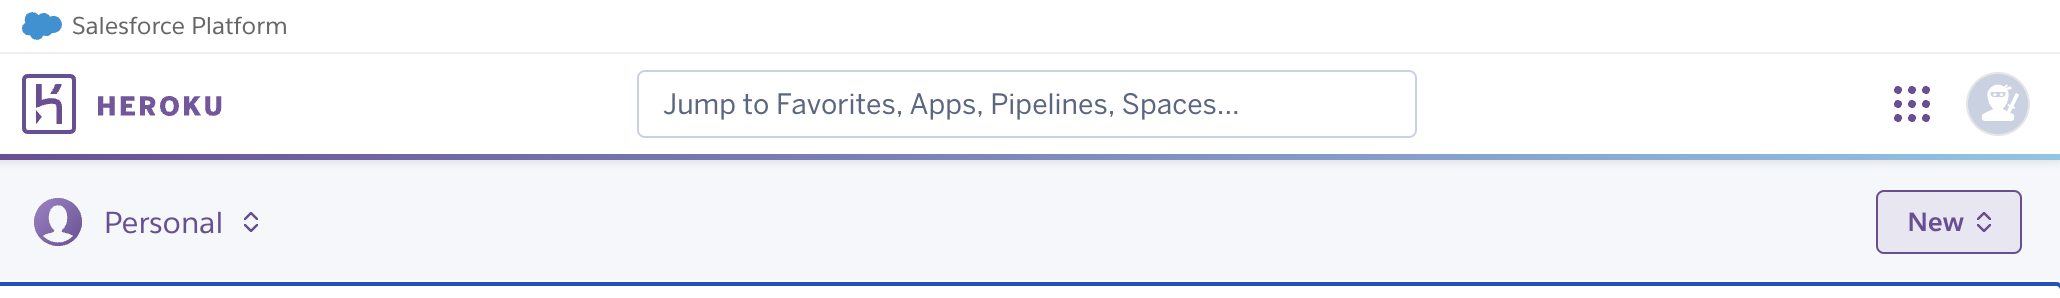 Salesforce Platform
HEROKU
Jump to Favorites, Apps, Pipelines, Spaces...
Personal
New